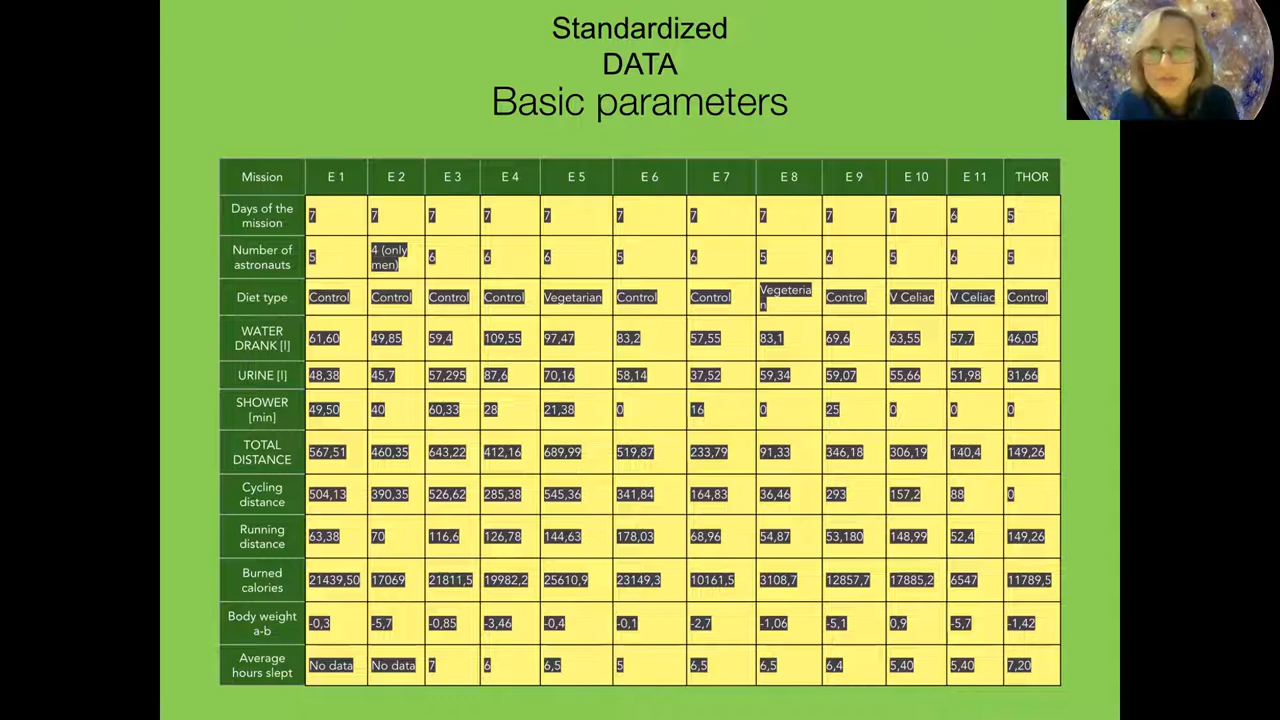 Standardized
DATA
Basic parameters
Mission E 1 E 2 E 3 E 4 E 5 E 6 E 7 E 8 E 9 E 10 E 11 THOR
Days of the
mission 7 7 7 7 7 7 7 7 7 7 6 5
Number of
astronauts 5 4 (only
men) 6 6 6 5 6 5 6 5 6 5
Diet type Control Control Control Control Vegetarian Control Control Vegeteria
n Control V Celiac V Celiac Control
WATER
DRANK [l] 61,60 49,85 59,4 109,55 97,47 83,2 57,55 83,1 69,6 63,55 57,7 46,05
URINE [l] 48,38 45,7 57,295 87,6 70,16 58,14 37,52 59,34 59,07 55,66 51,98 31,66
SHOWER
[min] 49,50 40 60,33 28 21,38 0 16 0 25 0 0 0
TOTAL
DISTANCE 567,51 460,35 643,22 412,16 689,99 519,87 233,79 91,33 346,18 306,19 140,4 149,26
Cycling
distance 504,13 390,35 526,62 285,38 545,36 341,84 164,83 36,46 293 157,2 88 0
Running
distance 63,38 70 116,6 126,78 144,63 178,03 68,96 54,87 53,180 148,99 52,4 149,26
Burned
calories 21439,50 17069 21811,5 19982,2 25610,9 23149,3 10161,5 3108,7 12857,7 17885,2 6547 11789,5
Body weight
a-b -0,3 -5,7 -0,85 -3,46 -0,4 -0,1 -2,7 -1,06 -5,1 0,9 -5,7 -1,42
Average
hours slept No data No data 7 6 6,5 5 6,5 6,5 6,4 5,40 5,40 7,20